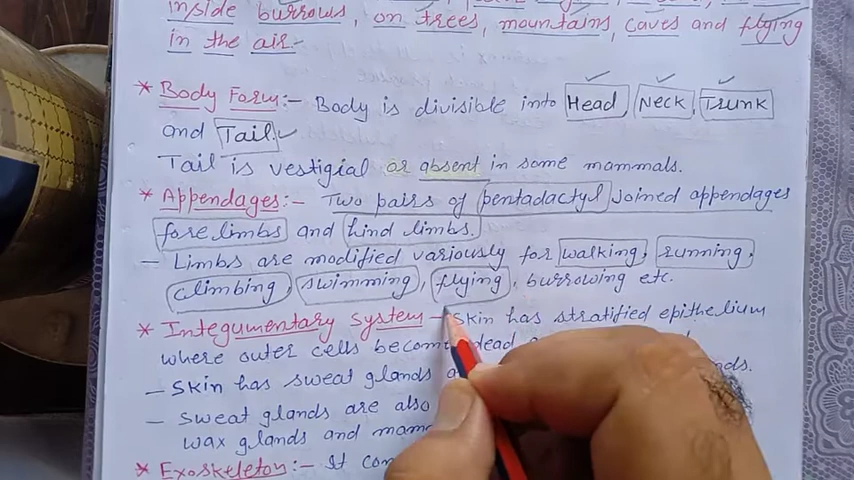 inside burrows, on trees, mountains, caves and flying
in the air.
* Body Form:- Body is divisible into Head, Neck, Trunk
and Tail
Tail is vestigial or absent in some mammals.
* Appendages:- Two pairs of pentadactyl joined appendages
fore limbs and hind limbs.
- Limbs are modified variously for walking, running,
climbing, swimming, flying, burrowing etc.
* Integumentary system - Skin has stratified epithelium
where outer cells become dead
- Skin has sweat glands
- Sweat glands are also
wax glands and mam
* Exoskeleton:- It con